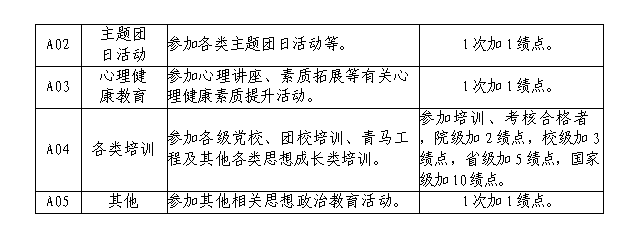 A02
主题团
日活动
参加各类主题团日活动等。
1次加1绩点。
A03
心理健
康教育
参加心理讲座、素质拓展等有关心
理健康素质提升活动。
1次加1绩点。
A04
各类培训
参加各级党校、团校培训、青马工
程及其他各类思想成长类培训。
参加培训、考核合格者
，院级加2绩点，校级加3
绩点，省级加5绩点，国家
级加10绩点。
A05
其他
参加其他相关思想政治教育活动。
1次加1绩点。